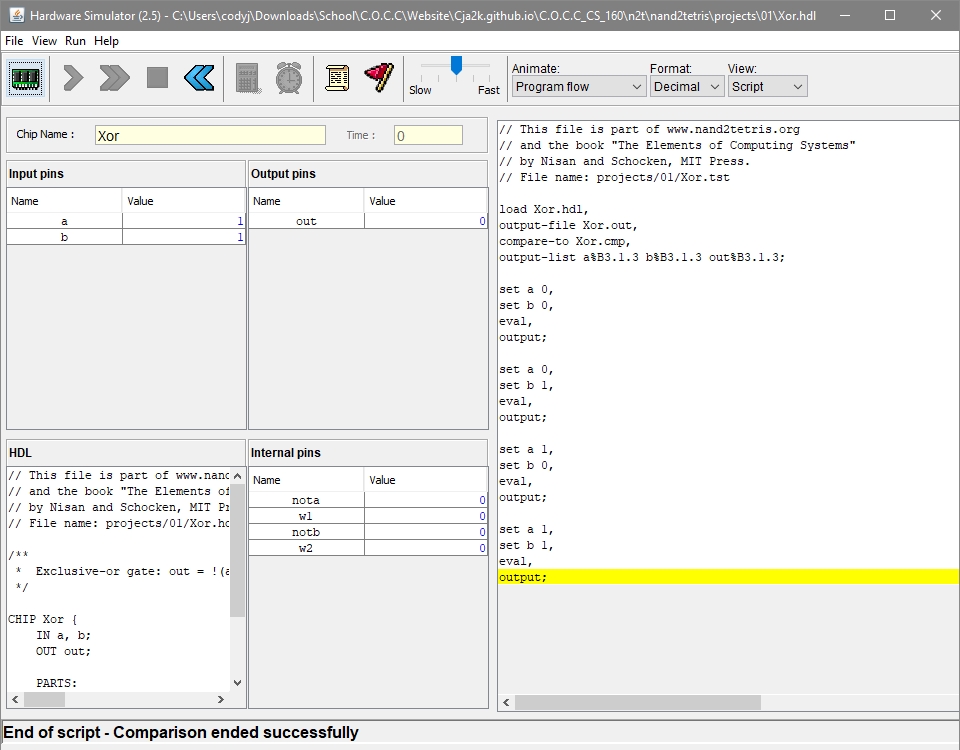 Hardware Simulator (2.5) - C:\Users\codyj\Downloads\School\C.O.C.C\Website\Cja2k.github.io\C.O.C.C_CS_160\n2t\nand2tetris\projects\01\Xor.hdl
File View Run Help
Slow Fast
Animate: Format: View:
Program flow Decimal Script
Chip Name : Xor Time : 0
Input pins
Name Value
a 1
b 1
Output pins
Name Value
out 0
HDL
// This file is part of www.nand
// and the book "The Elements of
// by Nisan and Schocken, MIT Pr
// File name: projects/01/Xor.hd
/**
* Exclusive-or gate: out = !(a
*/
CHIP Xor {
IN a, b;
OUT out;
PARTS:
Internal pins
Name Value
nota 0
w1 0
notb 0
w2 0
// This file is part of www.nand2tetris.org
// and the book "The Elements of Computing Systems"
// by Nisan and Schocken, MIT Press.
// File name: projects/01/Xor.tst
load Xor.hdl,
output-file Xor.out,
compare-to Xor.cmp,
output-list a%B3.1.3 b%B3.1.3 out%B3.1.3;
set a 0,
set b 0,
eval,
output;
set a 0,
set b 1,
eval,
output;
set a 1,
set b 0,
eval,
output;
set a 1,
set b 1,
eval,
output;
End of script - Comparison ended successfully